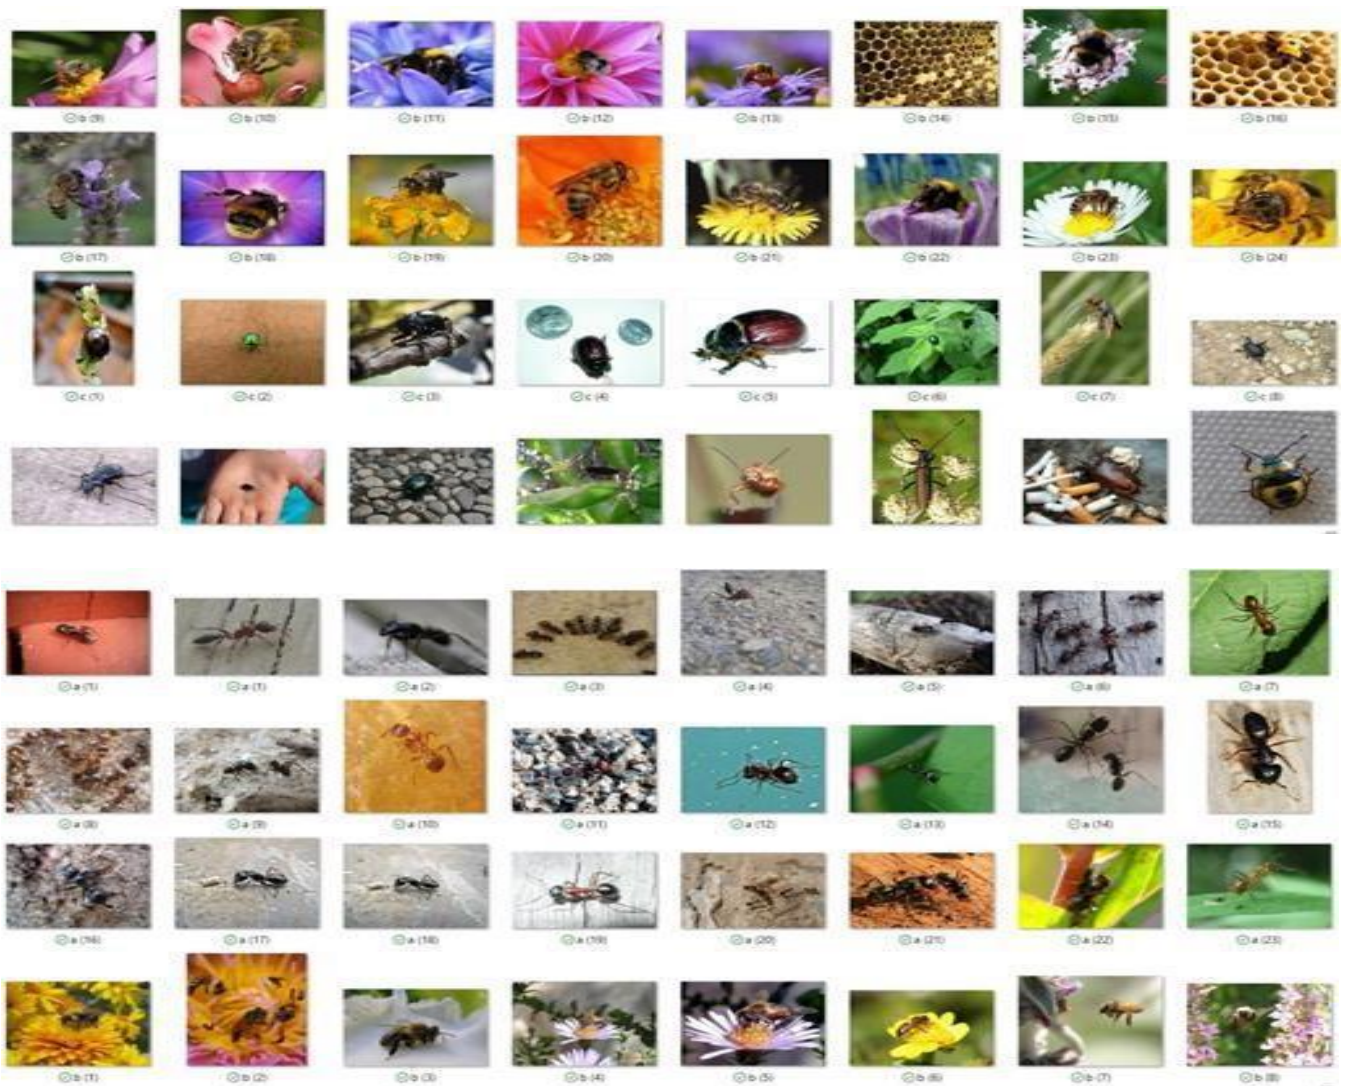 b (9) b (10) b (11) b (12) b (13) b (14) b (15) b (16)
b (17) b (18) b (19) b (20) b (21) b (22) b (23) b (24)
c (1) c (2) c (3) c (4) c (5) c (6) c (7) c (8)
a (1) a (1) a (2) a (3) a (4) a (5) a (6) a (7)
a (8) a (9) a (10) a (11) a (12) a (13) a (14) a (15)
a (16) a (17) a (18) a (19) a (20) a (21) a (22) a (23)
b (1) b (2) b (3) b (4) b (5) b (6) b (7) b (8)